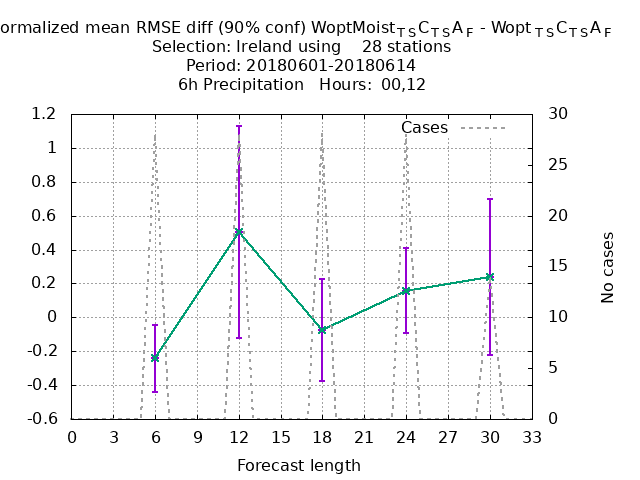 ormalized mean RMSE diff (90% conf) WoptMoist_TSC_TSA_F - Wopt_TSC_TSA_F
Selection: Ireland using 28 stations
Period: 20180601-20180614
6h Precipitation Hours: 00,12
Cases
1.2
1
0.8
0.6
0.4
0.2
0
-0.2
-0.4
-0.6
30
25
20
15
10
5
0
No cases
0 3 6 9 12 15 18 21 24 27 30 33
Forecast length